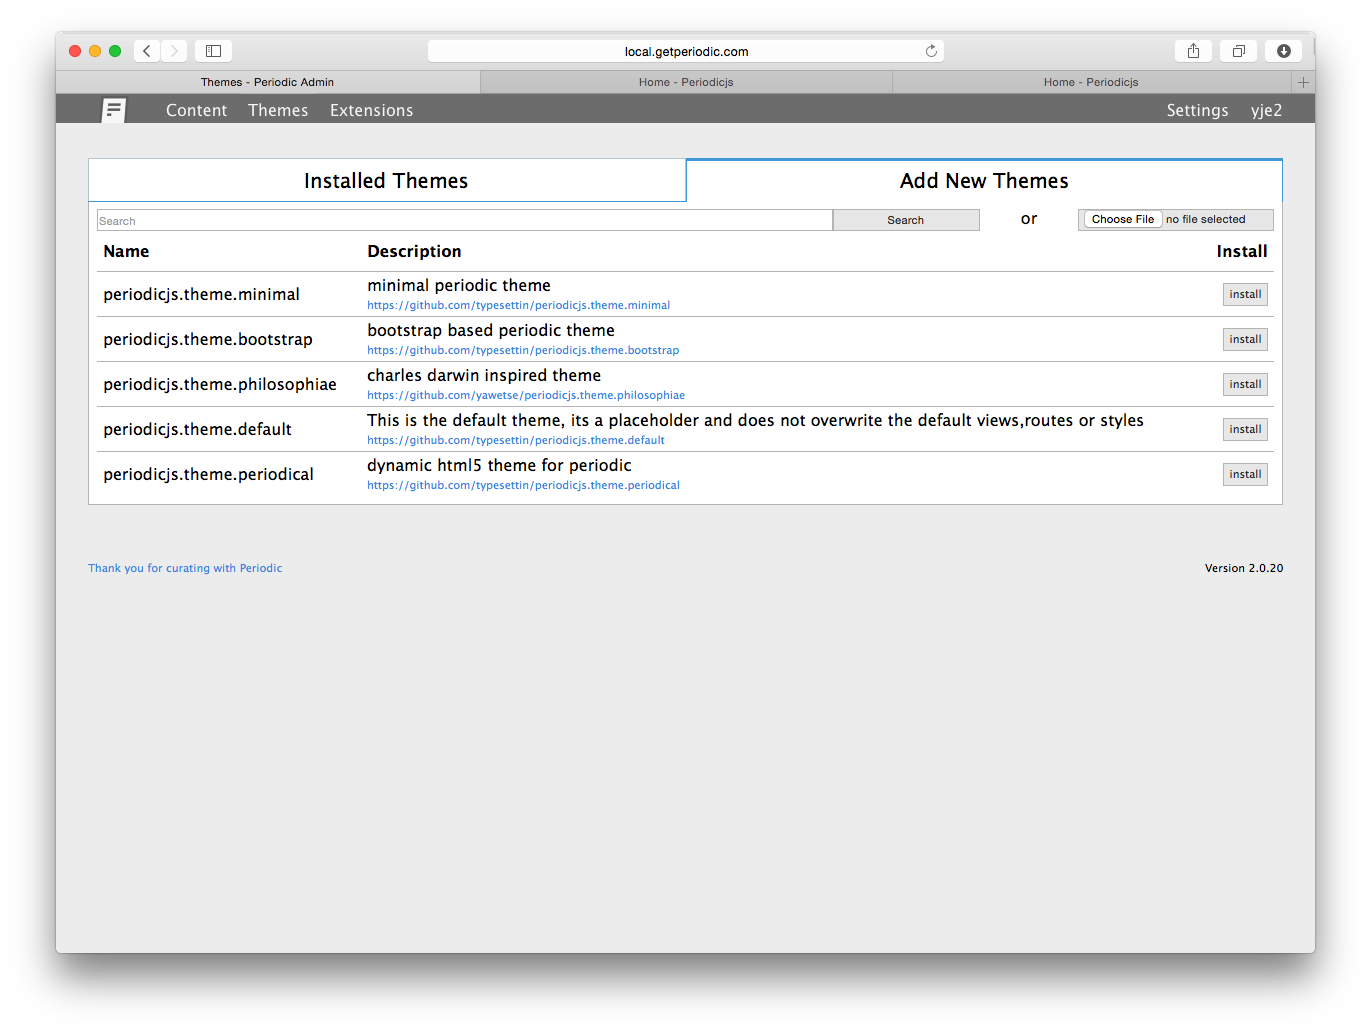 local.getperiodic.com
Themes - Periodic Admin
Home - Periodicjs
Home - Periodicjs
Content
Themes
Extensions
Settings
yje2
Installed Themes
Add New Themes
Search
Search
or
Choose File no file selected
Name
Description
Install
periodicjs.theme.minimal
minimal periodic theme
https://github.com/typesettin/periodicjs.theme.minimal
install
periodicjs.theme.bootstrap
bootstrap based periodic theme
https://github.com/typesettin/periodicjs.theme.bootstrap
install
periodicjs.theme.philosophiae
charles darwin inspired theme
https://github.com/yawetse/periodicjs.theme.philosophiae
install
periodicjs.theme.default
This is the default theme, its a placeholder and does not overwrite the default views,routes or styles
https://github.com/typesettin/periodicjs.theme.default
install
periodicjs.theme.periodical
dynamic html5 theme for periodic
https://github.com/typesettin/periodicjs.theme.periodical
install
Thank you for curating with Periodic
Version 2.0.20